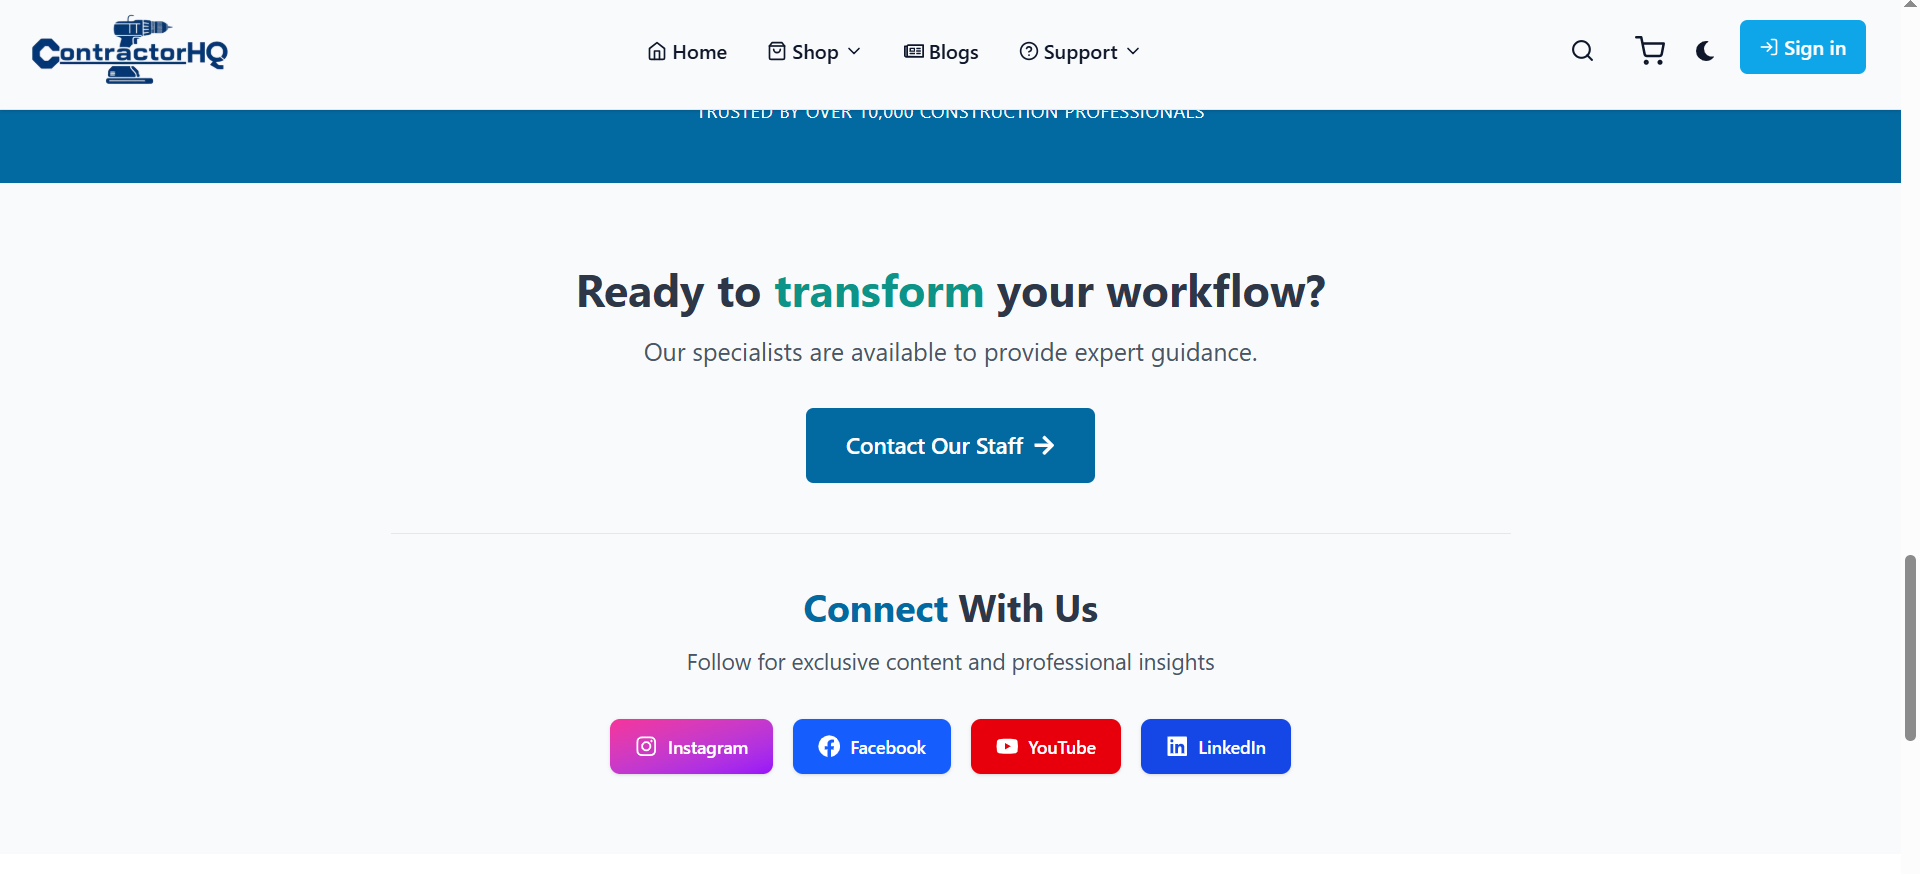 ContractorHQ
Home
Shop
Blogs
Support
Sign in
TRUSTED BY OVER 10,000 CONSTRUCTION PROFESSIONALS
Ready to transform your workflow?
Our specialists are available to provide expert guidance.
Contact Our Staff
Connect With Us
Follow for exclusive content and professional insights
Instagram
Facebook
YouTube
LinkedIn